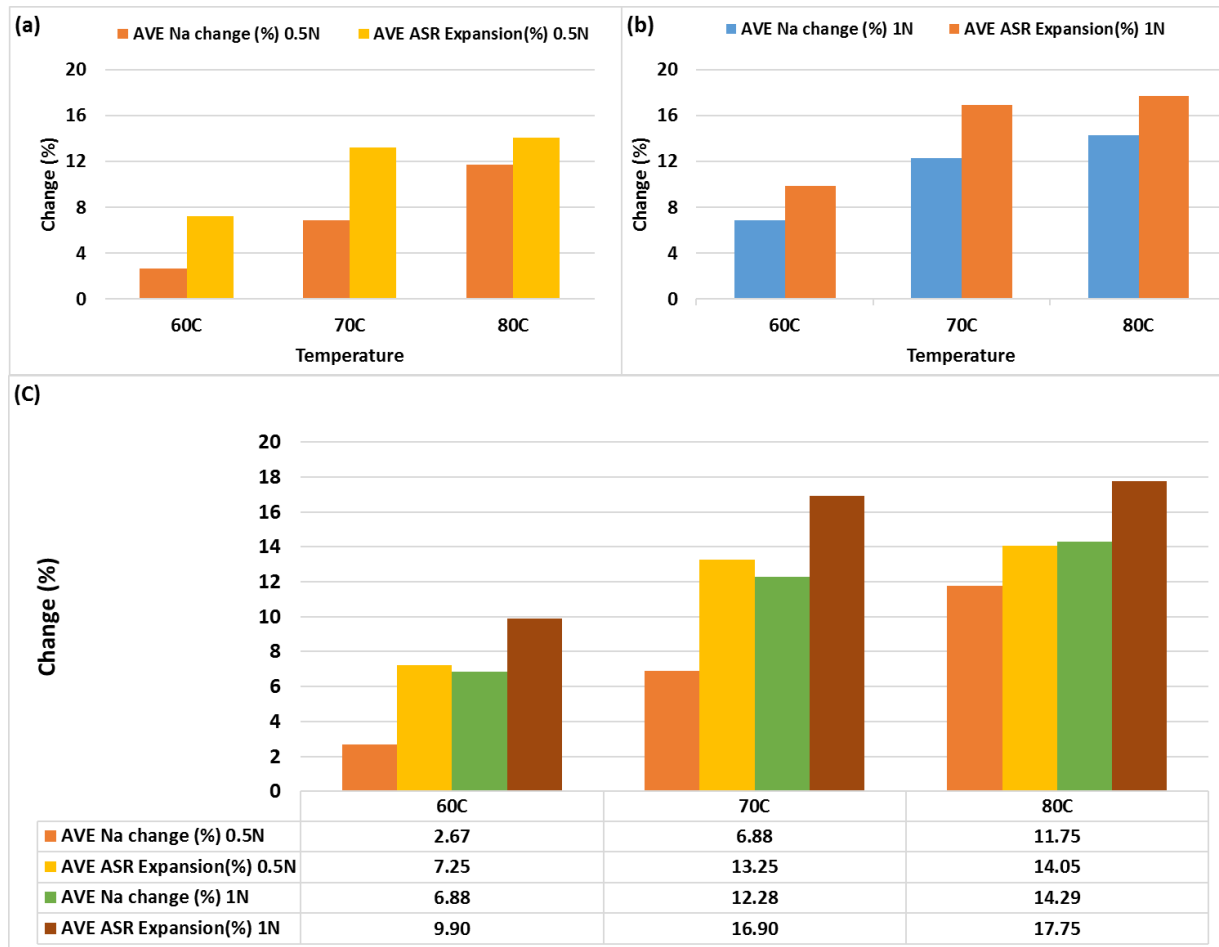 (a)
AVE Na change (%) 0.5N AVE ASR Expansion(%) 0.5N
20
16
12
8
4
0
Change (%)
60C 70C 80C
Temperature
(b)
AVE Na change (%) 1N AVE ASR Expansion(%) 1N
20
16
12
8
4
0
Change (%)
60C 70C 80C
Temperature
(C)
20
18
16
14
12
10
8
6
4
2
0
Change (%)
60C 70C 80C
AVE Na change (%) 0.5N 2.67 6.88 11.75
AVE ASR Expansion(%) 0.5N 7.25 13.25 14.05
AVE Na change (%) 1N 6.88 12.28 14.29
AVE ASR Expansion(%) 1N 9.90 16.90 17.75